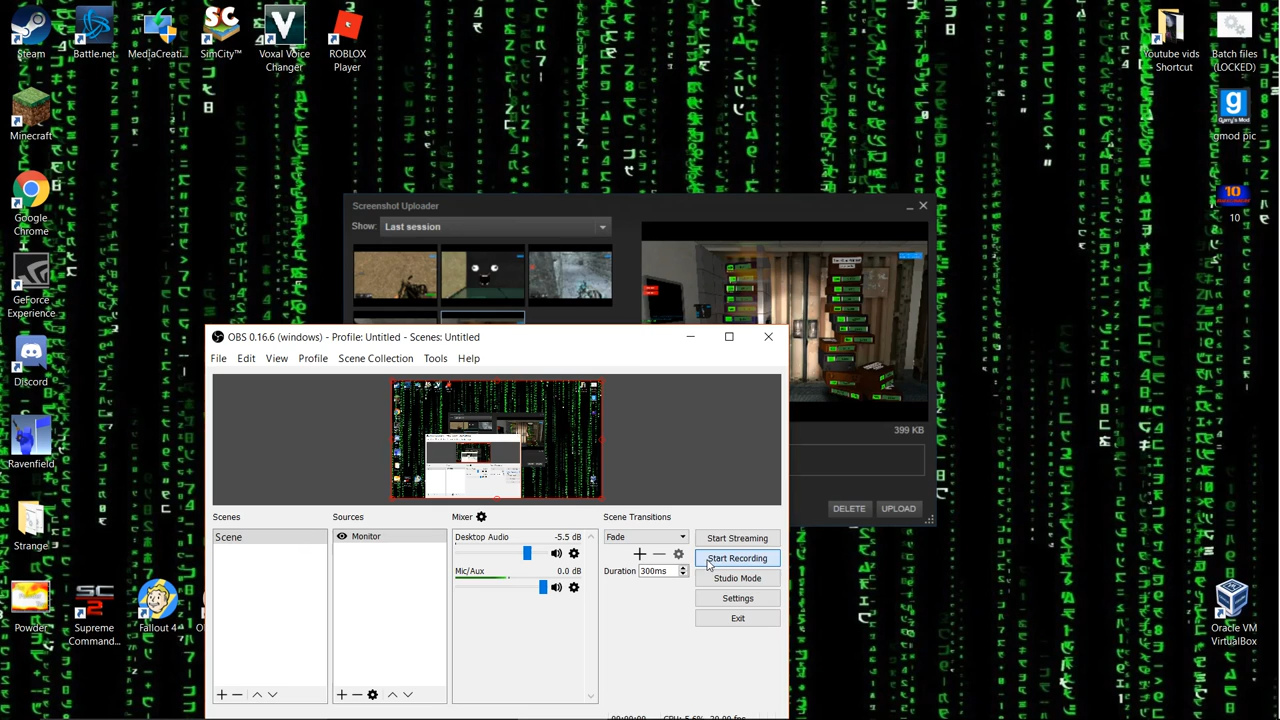 Steam
Battle.net
MediaCreati...
SimCity™
Voxal Voice
Changer
ROBLOX
Player
Youtube vids
- Shortcut
Batch files
(LOCKED)
Minecraft
gmod pic
Google
Chrome
10
10
GeForce
Experience
Discord
Ravenfield
Strange
Powder
Supreme
Command...
Fallout 4
Oracle VM
VirtualBox
Screenshot Uploader
Show: Last session
399 KB
DELETE
UPLOAD
OBS 0.16.6 (windows) - Profile: Untitled - Scenes: Untitled
File Edit View Profile Scene Collection Tools Help
Scenes
Scene
Sources
Monitor
Mixer
Desktop Audio -5.5 dB
Mic/Aux 0.0 dB
Scene Transitions
Fade
Duration 300ms
Start Streaming
Start Recording
Studio Mode
Settings
Exit